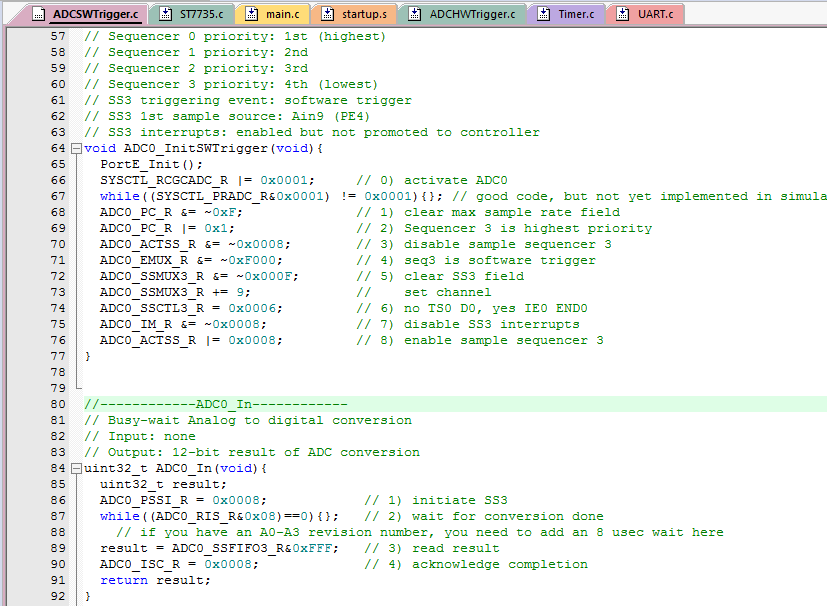 ADCSWTrigger.c ST7735.c main.c startup.s ADCHWTrigger.c Timer.c UART.c
57 // Sequencer 0 priority: 1st (highest)
58 // Sequencer 1 priority: 2nd
59 // Sequencer 2 priority: 3rd
60 // Sequencer 3 priority: 4th (lowest)
61 // SS3 triggering event: software trigger
62 // SS3 1st sample source: Ain9 (PE4)
63 // SS3 interrupts: enabled but not promoted to controller
64 void ADC0_InitSWTrigger(void){
65   PortE_Init();
66   SYSCTL_RCGCADC_R |= 0x0001;     // 0) activate ADC0
67   while((SYSCTL_PRADC_R&0x0001) != 0x0001){}; // good code, but not yet implemented in simula
68   ADC0_PC_R &= ~0xF;              // 1) clear max sample rate field
69   ADC0_PC_R |= 0x1;               // 2) Sequencer 3 is highest priority
70   ADC0_ACTSS_R &= ~0x0008;        // 3) disable sample sequencer 3
71   ADC0_EMUX_R &= ~0xF000;         // 4) seq3 is software trigger
72   ADC0_SSMUX3_R &= ~0x000F;       // 5) clear SS3 field
73   ADC0_SSMUX3_R += 9;             //    set channel
74   ADC0_SSCTL3_R = 0x0006;         // 6) no TS0 D0, yes IE0 END0
75   ADC0_IM_R &= ~0x0008;           // 7) disable SS3 interrupts
76   ADC0_ACTSS_R |= 0x0008;         // 8) enable sample sequencer 3
77 }
78
79
80 //------------ADC0_In------------
81 // Busy-wait Analog to digital conversion
82 // Input: none
83 // Output: 12-bit result of ADC conversion
84 uint32_t ADC0_In(void){
85   uint32_t result;
86   ADC0_PSSI_R = 0x0008;            // 1) initiate SS3
87   while((ADC0_RIS_R&0x08)==0){};   // 2) wait for conversion done
88     // if you have an A0-A3 revision number, you need to add an 8 usec wait here
89   result = ADC0_SSFIFO3_R&0xFFF;   // 3) read result
90   ADC0_ISC_R = 0x0008;             // 4) acknowledge completion
91   return result;
92 }